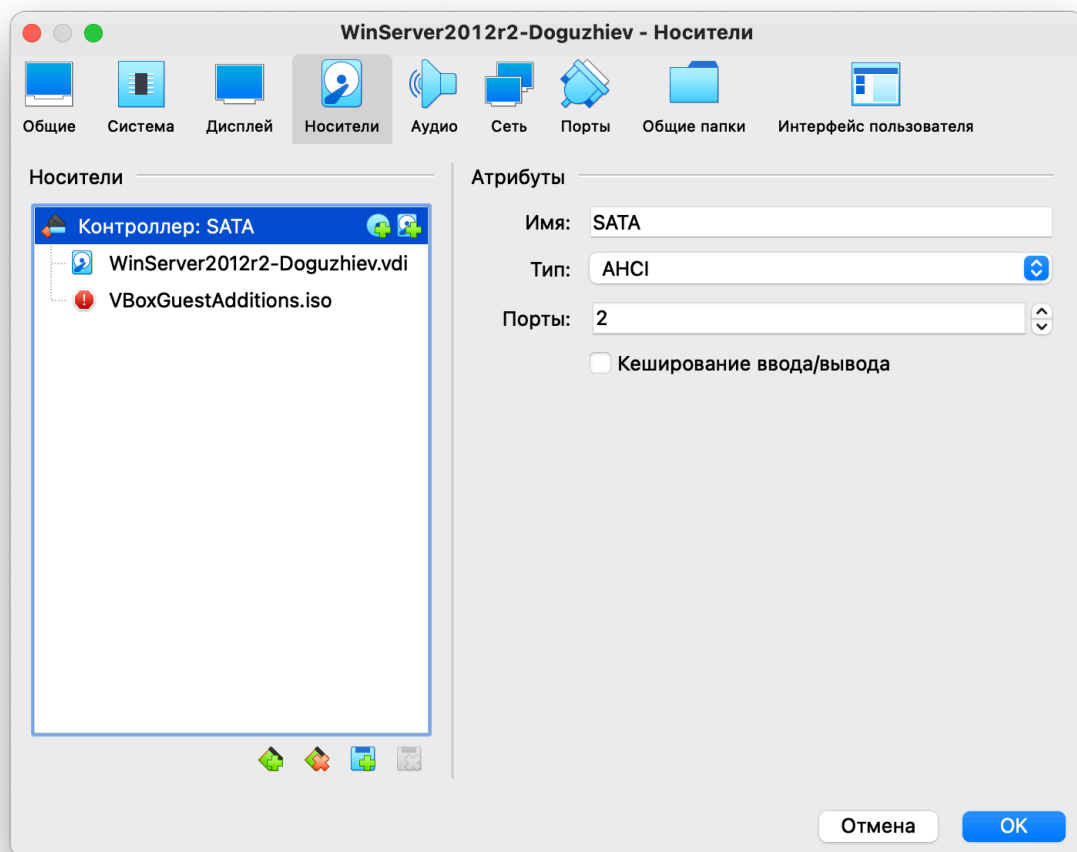 WinServer2012r2-Doguzhiev - Носители
Общие Система Дисплей Носители Аудио Сеть Порты Общие папки Интерфейс пользователя
Носители
Контроллер: SATA
WinServer2012r2-Doguzhiev.vdi
VBoxGuestAdditions.iso
Атрибуты
Имя: SATA
Тип: AHCI
Порты: 2
Кеширование ввода/вывода
Отмена OK